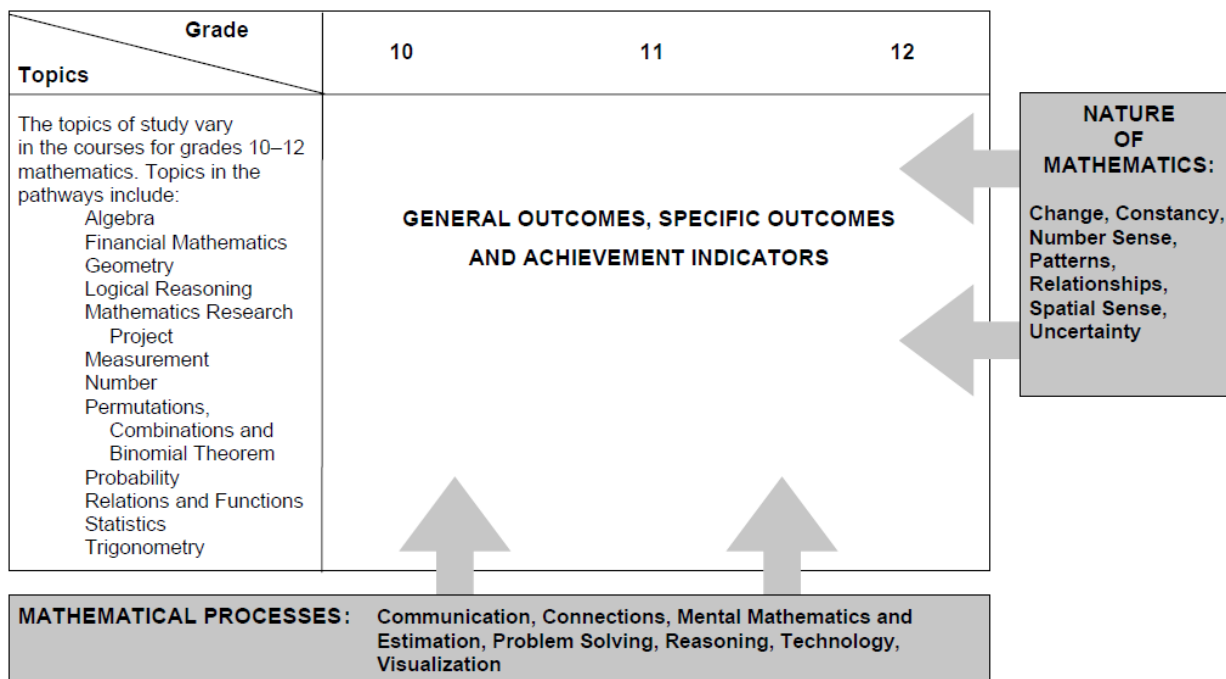 Grade
10 11 12
Topics
The topics of study vary
in the courses for grades 10–12
mathematics. Topics in the
pathways include:
Algebra
Financial Mathematics
Geometry
Logical Reasoning
Mathematics Research
Project
Measurement
Number
Permutations,
Combinations and
Binomial Theorem
Probability
Relations and Functions
Statistics
Trigonometry
GENERAL OUTCOMES, SPECIFIC OUTCOMES
AND ACHIEVEMENT INDICATORS
NATURE
OF
MATHEMATICS:
Change, Constancy,
Number Sense,
Patterns,
Relationships,
Spatial Sense,
Uncertainty
MATHEMATICAL PROCESSES: Communication, Connections, Mental Mathematics and
Estimation, Problem Solving, Reasoning, Technology,
Visualization